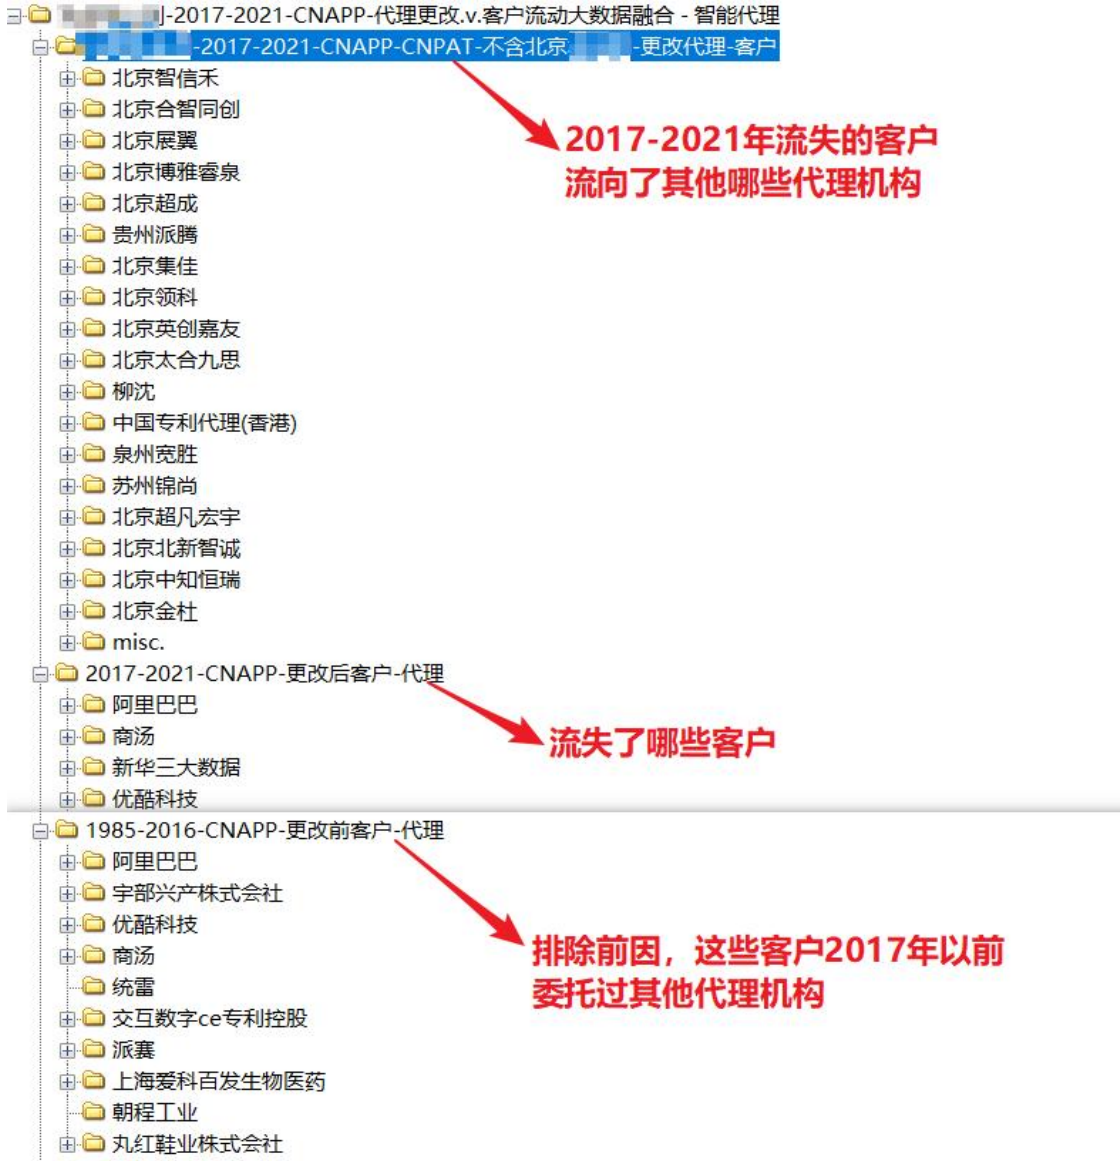 -2017-2021-CNAPP-代理更改.v.客户流动大数据融合 - 智能代理
-2017-2021-CNAPP-CNPAT-不含北京 -更改代理-客户
北京智信禾
北京合智同创
北京展翼
2017-2021年流失的客户
流向了其他哪些代理机构
北京博雅睿泉
北京超成
贵州派腾
北京集佳
北京领科
北京英创嘉友
北京太合九思
柳沈
中国专利代理(香港)
泉州宽胜
苏州锦尚
北京超凡宏宇
北京北新智诚
北京中知恒瑞
北京金杜
misc.
2017-2021-CNAPP-更改后客户-代理
阿里巴巴
商汤
流失了哪些客户
新华三大数据
优酷科技
1985-2016-CNAPP-更改前客户-代理
阿里巴巴
宇部兴产株式会社
优酷科技
商汤
排除前因，这些客户2017年以前
委托过其他代理机构
统雷
交互数字ce专利控股
派赛
上海爱科百发生物医药
朝程工业
丸红鞋业株式会社